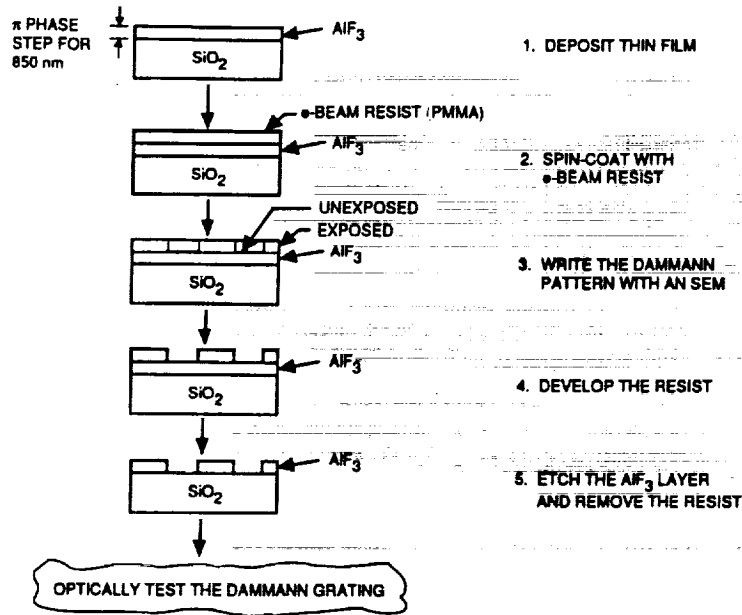 π PHASE
STEP FOR
850 nm
AlF3
SiO2
1. DEPOSIT THIN FILM
e-BEAM RESIST (PMMA)
AlF3
SiO2
2. SPIN-COAT WITH
e-BEAM RESIST
UNEXPOSED
EXPOSED
AlF3
SiO2
3. WRITE THE DAMMANN
PATTERN WITH AN SEM
AlF3
SiO2
4. DEVELOP THE RESIST
AlF3
SiO2
5. ETCH THE AlF3 LAYER
AND REMOVE THE RESIST
OPTICALLY TEST THE DAMMANN GRATING